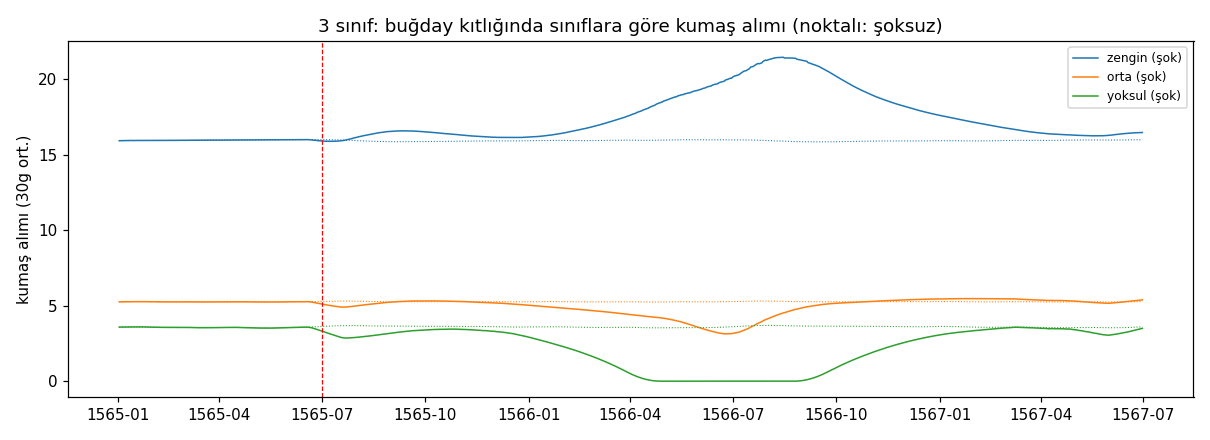 3 sınıf: buğday kıtlığında sınıflara göre kumaş alımı (noktalı: şoksuz)
zengin (şok)
orta (şok)
yoksul (şok)
kumaş alımı (30g ort.)
20
15
10
5
0
1565-01 1565-04 1565-07 1565-10 1566-01 1566-04 1566-07 1566-10 1567-01 1567-04 1567-07